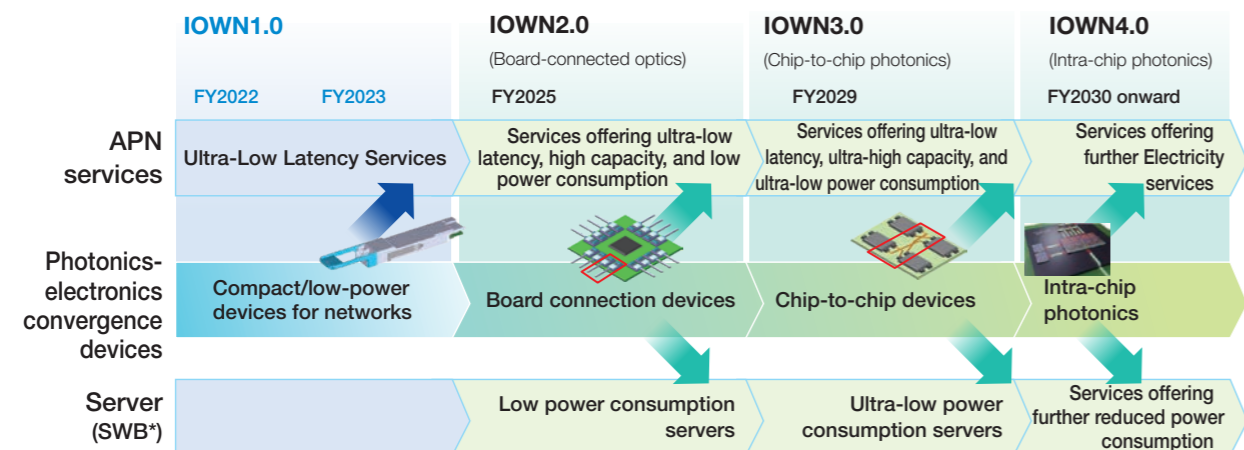 IOWN1.0
IOWN2.0
IOWN3.0
IOWN4.0
(Board-connected optics)
(Chip-to-chip photonics)
(Intra-chip photonics)
FY2022
FY2023
FY2025
FY2029
FY2030 onward
APN
services
Ultra-Low Latency Services
Services offering ultra-low
latency, high capacity, and low
power consumption
Services offering ultra-low
latency, ultra-high capacity, and
ultra-low power consumption
Services offering
further Electricity
services
Photonics-
electronics
convergence
devices
Compact/low-power
devices for networks
Board connection devices
Chip-to-chip devices
Intra-chip
photonics
Server
(SWB*)
Low power consumption
servers
Ultra-low power
consumption servers
Services offering
further reduced power
consumption